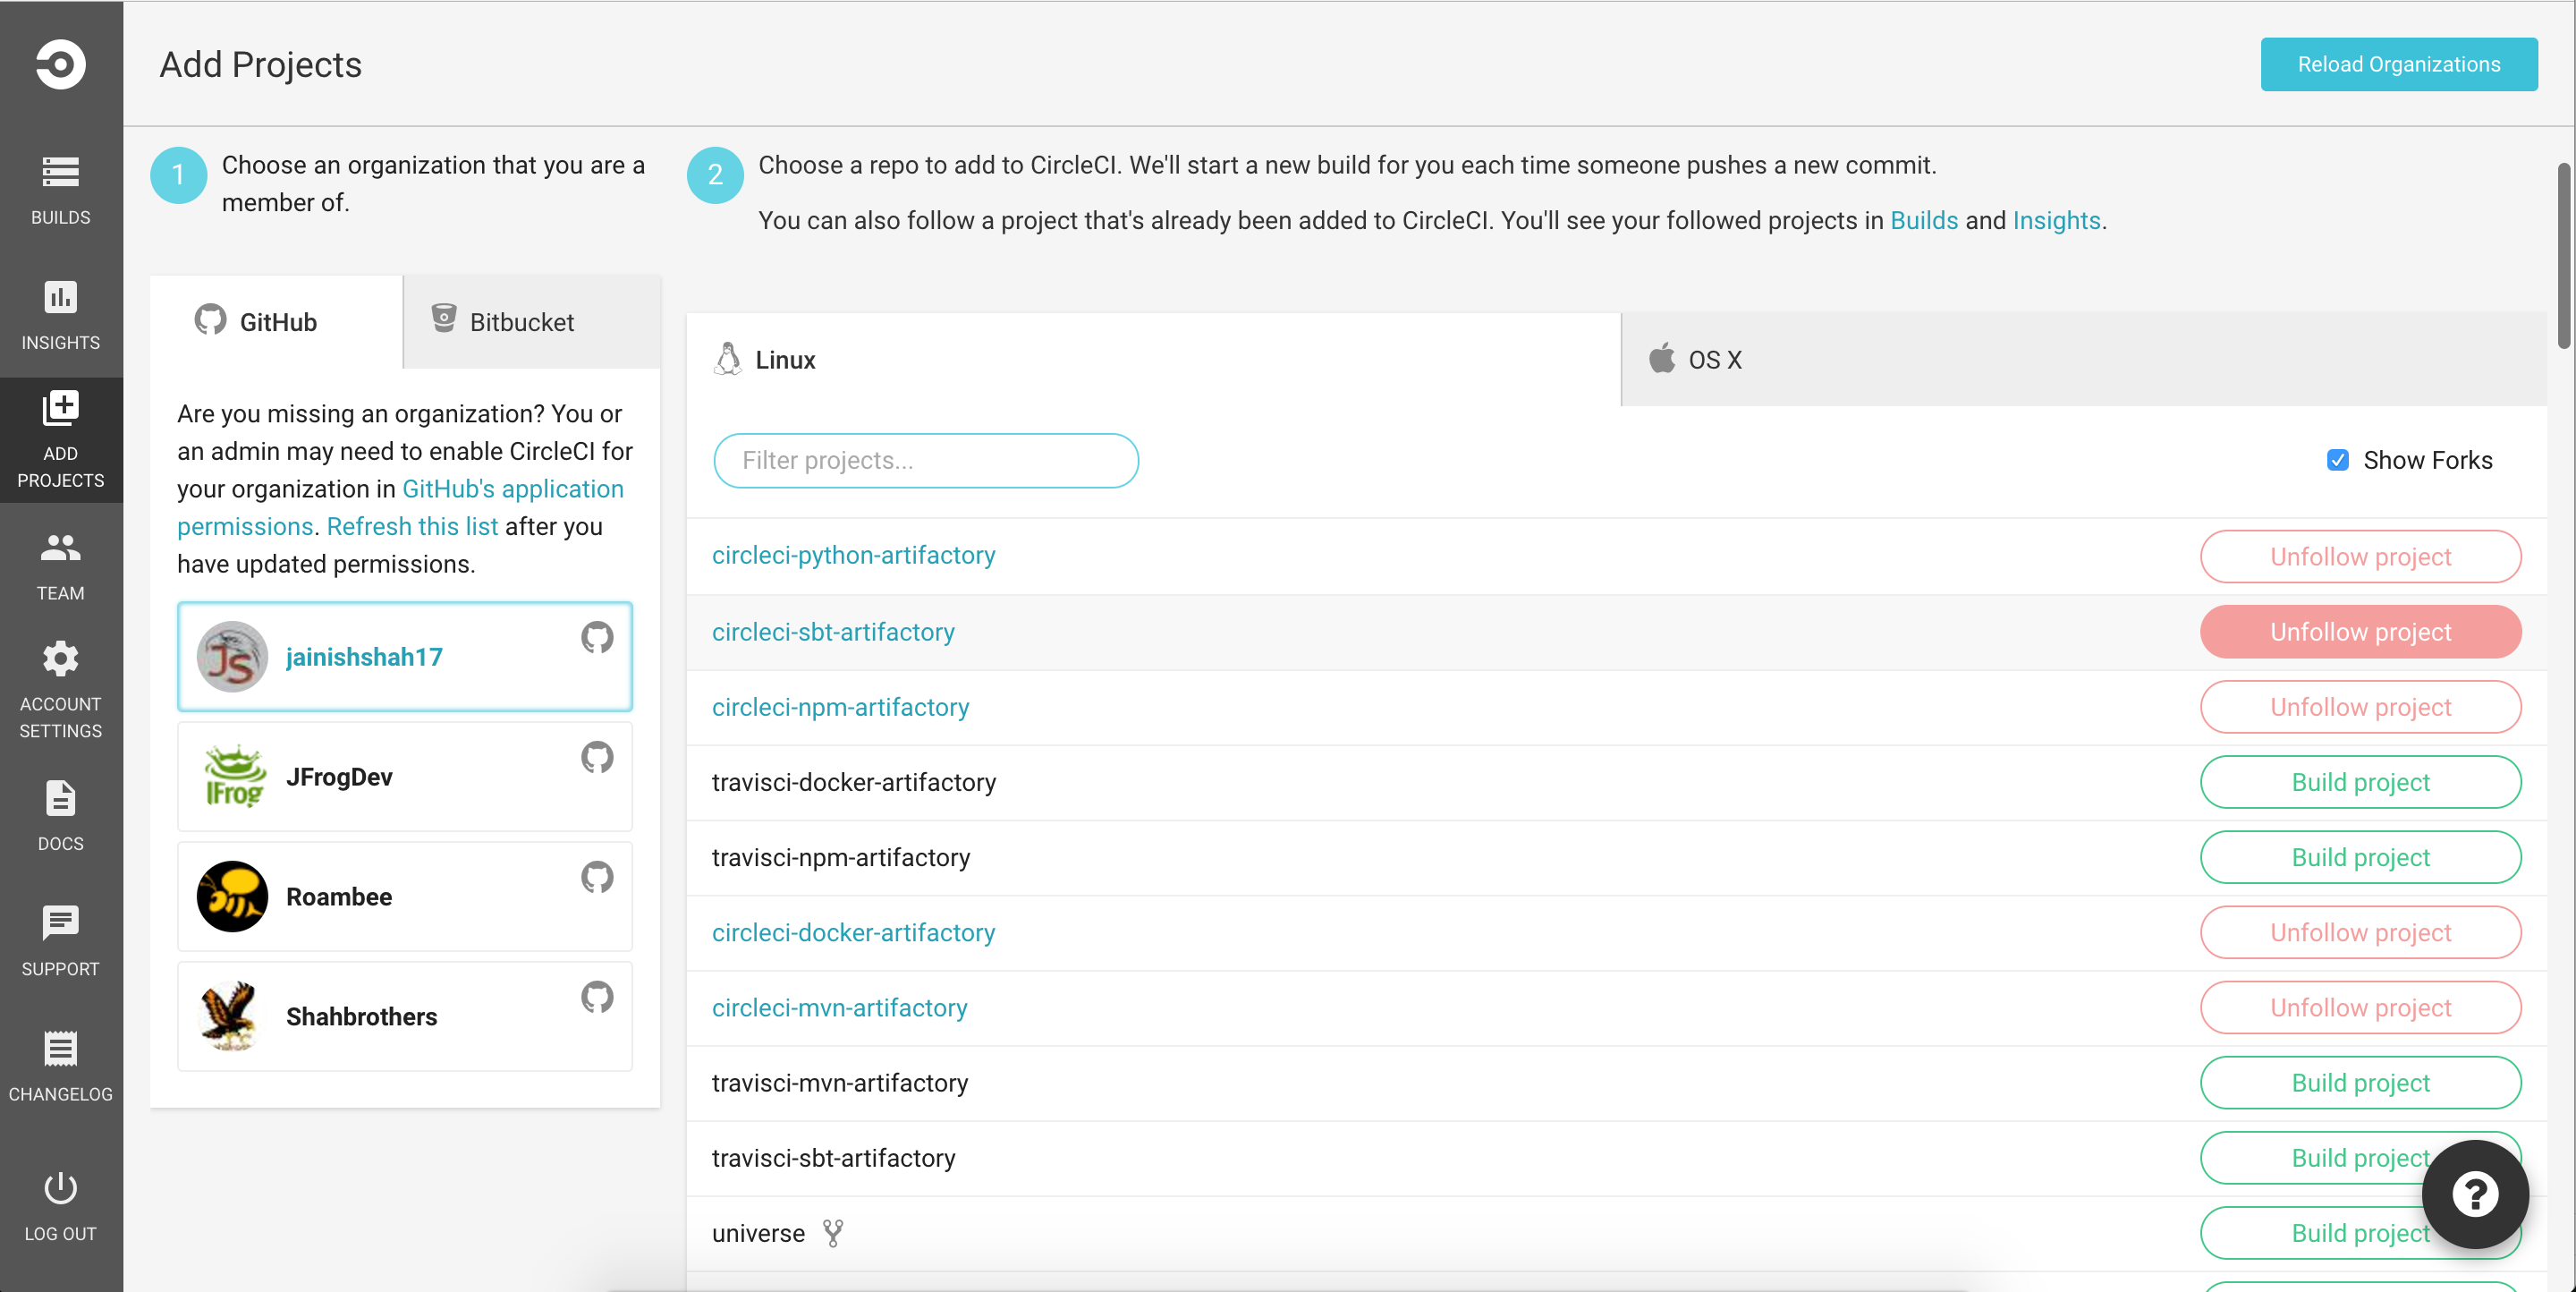 Add Projects
Reload Organizations
BUILDS
INSIGHTS
ADD
PROJECTS
TEAM
ACCOUNT
SETTINGS
DOCS
SUPPORT
CHANGELOG
LOG OUT
1
Choose an organization that you are a
member of.
GitHub
Bitbucket
Are you missing an organization? You or
an admin may need to enable CircleCI for
your organization in GitHub's application
permissions. Refresh this list after you
have updated permissions.
JS
jainishshah17
JFrog
JFrogDev
Roambee
Shahbrothers
2
Choose a repo to add to CircleCI. We'll start a new build for you each time someone pushes a new commit.
You can also follow a project that's already been added to CircleCI. You'll see your followed projects in Builds and Insights.
Linux
OS X
Filter projects...
Show Forks
circleci-python-artifactory
Unfollow project
circleci-sbt-artifactory
Unfollow project
circleci-npm-artifactory
Unfollow project
travisci-docker-artifactory
Build project
travisci-npm-artifactory
Build project
circleci-docker-artifactory
Unfollow project
circleci-mvn-artifactory
Unfollow project
travisci-mvn-artifactory
Build project
travisci-sbt-artifactory
Build project
universe
Build project
?